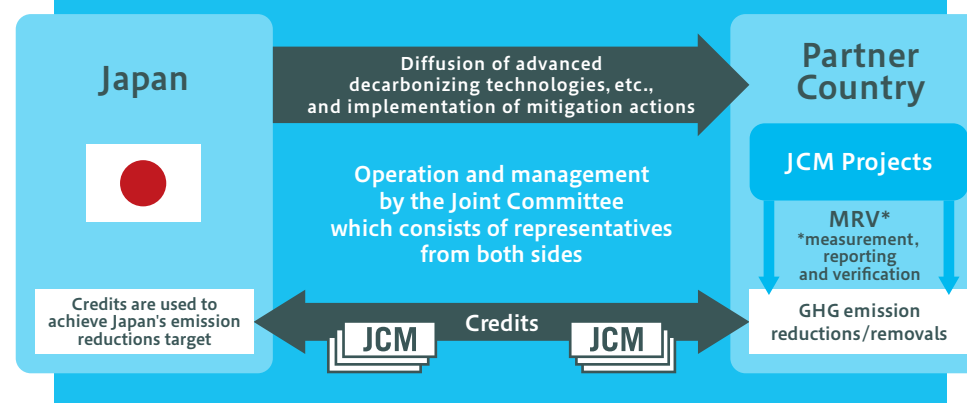 Japan
Diffusion of advanced
decarbonizing technologies, etc.,
and implementation of mitigation actions
Partner
Country
JCM Projects
Operation and management
by the Joint Committee
which consists of representatives
from both sides
MRV*
*measurement,
reporting
and verification
Credits are used to
achieve Japan's emission
reductions target
Credits
JCM
JCM
GHG emission
reductions/removals